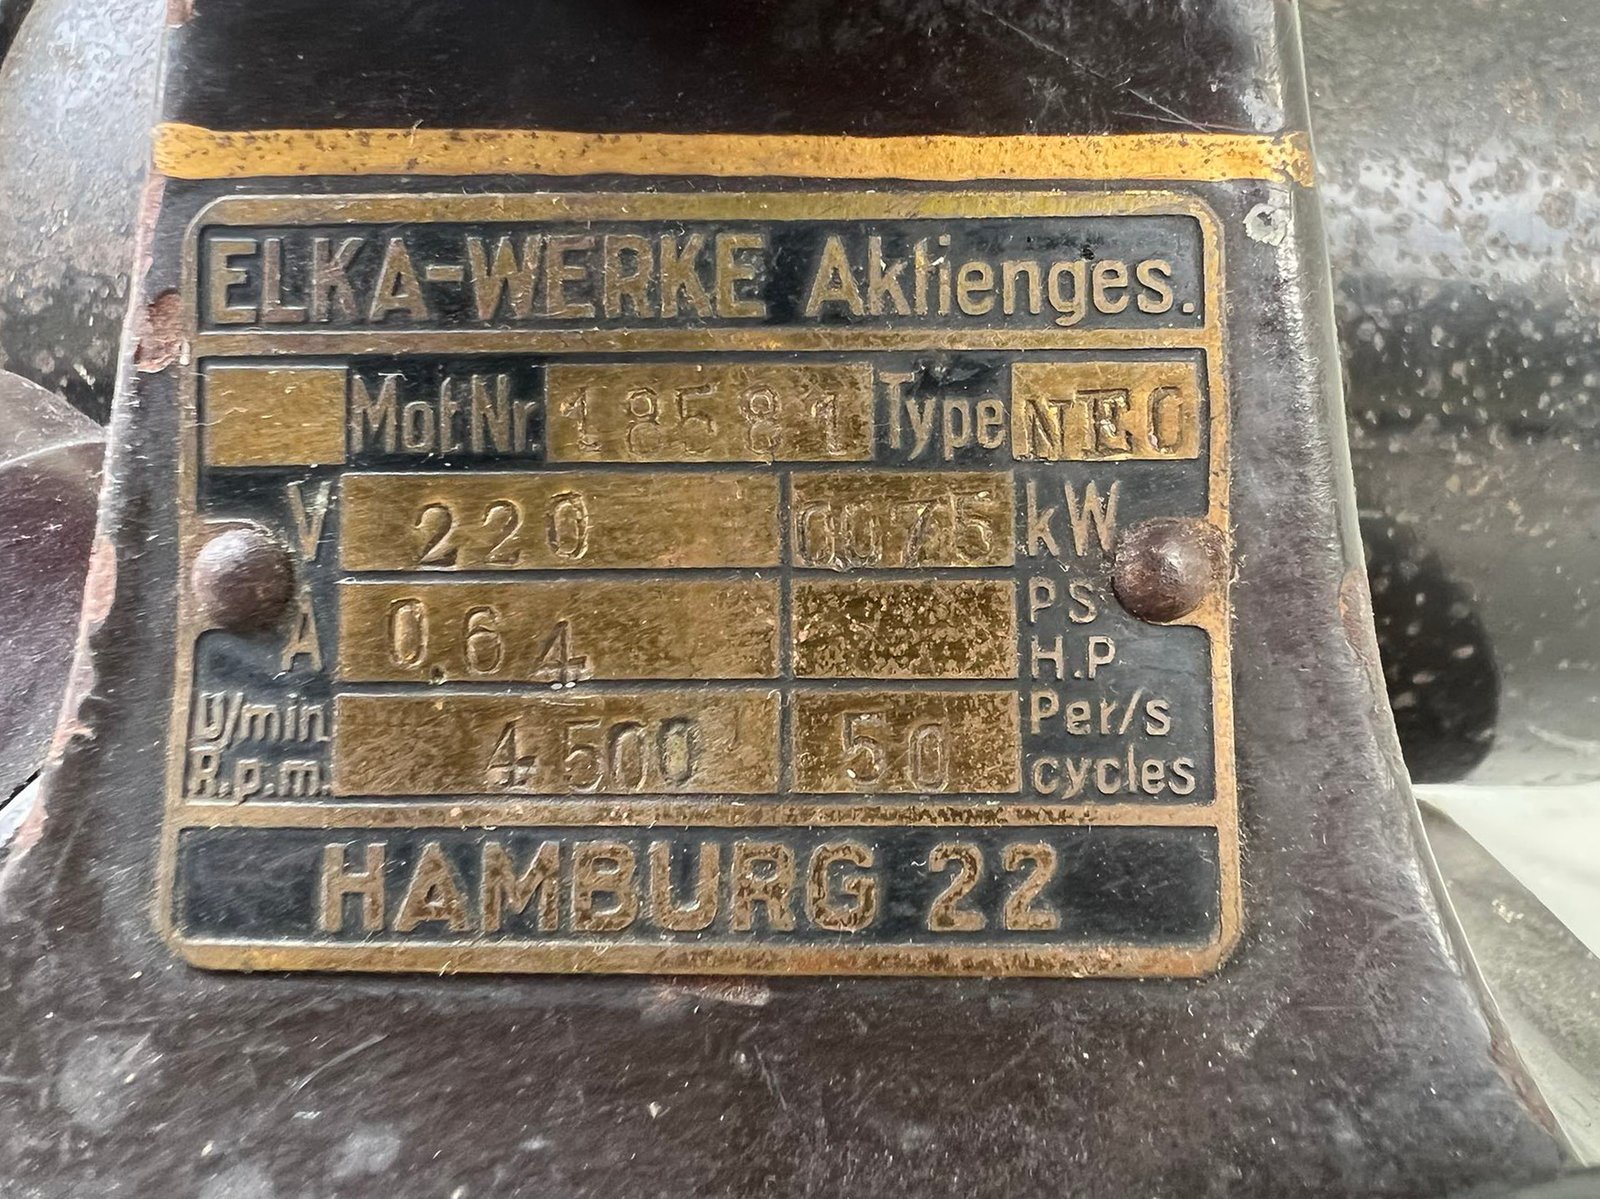 ELKA-WERKE Aktienges.
Mot Nr. 18581 Type NEO
V 220 0075 kW
A 0,64 PS
H.P
U/min 4500 50 Per/s
R.p.m. cycles
HAMBURG 22